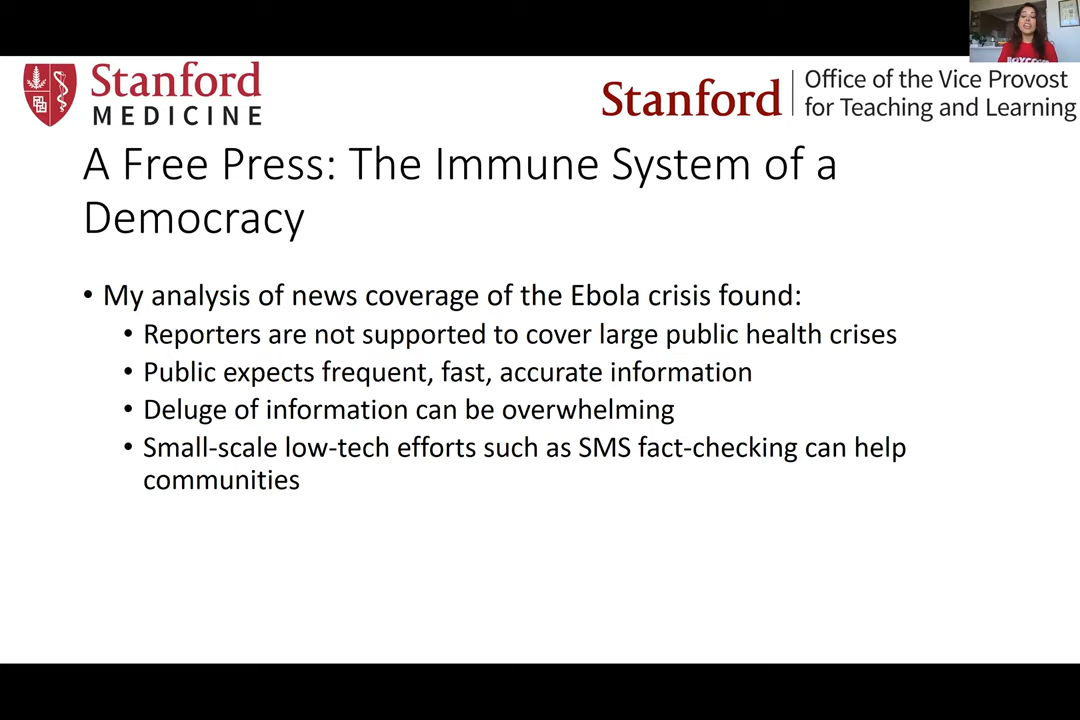 Stanford
MEDICINE
Stanford
Office of the Vice Provost
for Teaching and Learning
A Free Press: The Immune System of a
Democracy
• My analysis of news coverage of the Ebola crisis found:
• Reporters are not supported to cover large public health crises
• Public expects frequent, fast, accurate information
• Deluge of information can be overwhelming
• Small-scale low-tech efforts such as SMS fact-checking can help
communities